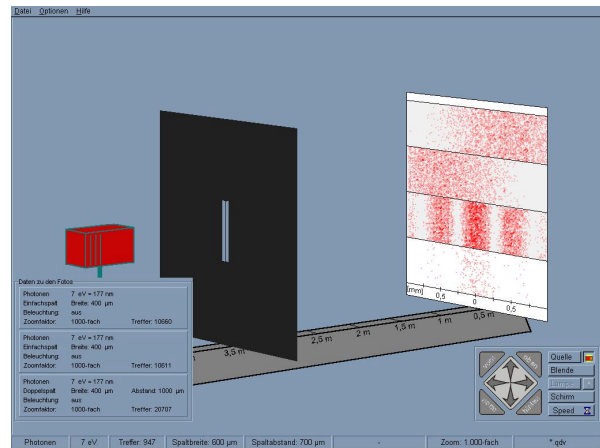 Datei Optionen Hilfe
[mm] 0,5 0 0,5
3,5 m 2,5 m 2 m 1,5 m 1 m 0,5 m
Daten zu den Fotos
Photonen 7 eV = 177 nm
Einfachspalt Breite: 400 µm
Beleuchtung: aus
Zoomfaktor: 1000-fach Treffer: 10660
Photonen 7 eV = 177 nm
Einfachspalt Breite: 400 µm
Beleuchtung: aus
Zoomfaktor: 1000-fach Treffer: 10811
Photonen 7 eV = 177 nm
Doppelspalt Breite: 400 µm Abstand: 1000 µm
Beleuchtung: aus
Zoomfaktor: 1000-fach Treffer: 20707
Quelle
Blende
Lampe
Schirm
Speed
Photonen 7 eV Treffer: 947 Spaltbreite: 600 µm Spaltabstand: 700 µm - Zoom: 1.000-fach *.qdv